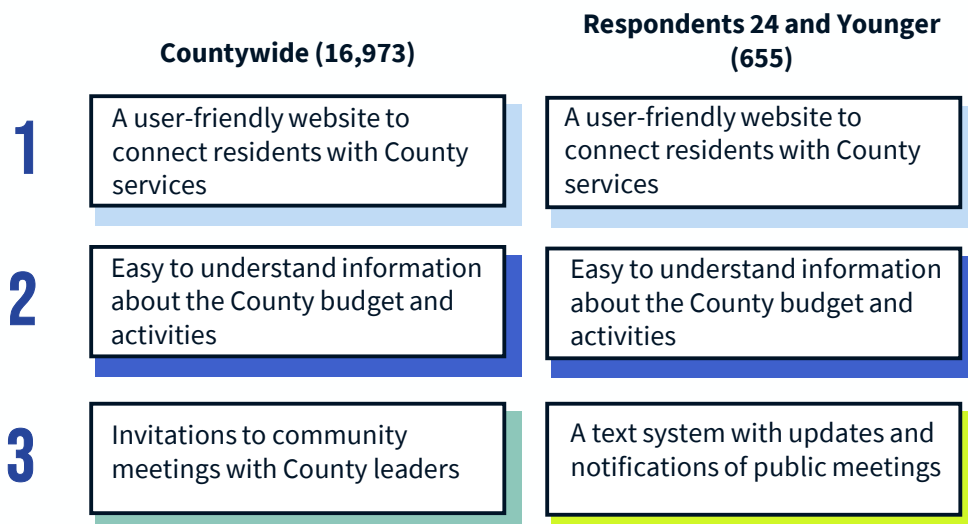 Countywide (16,973)
Respondents 24 and Younger
(655)
1
A user-friendly website to
connect residents with County
services
A user-friendly website to
connect residents with County
services
2
Easy to understand information
about the County budget and
activities
Easy to understand information
about the County budget and
activities
3
Invitations to community
meetings with County leaders
A text system with updates and
notifications of public meetings